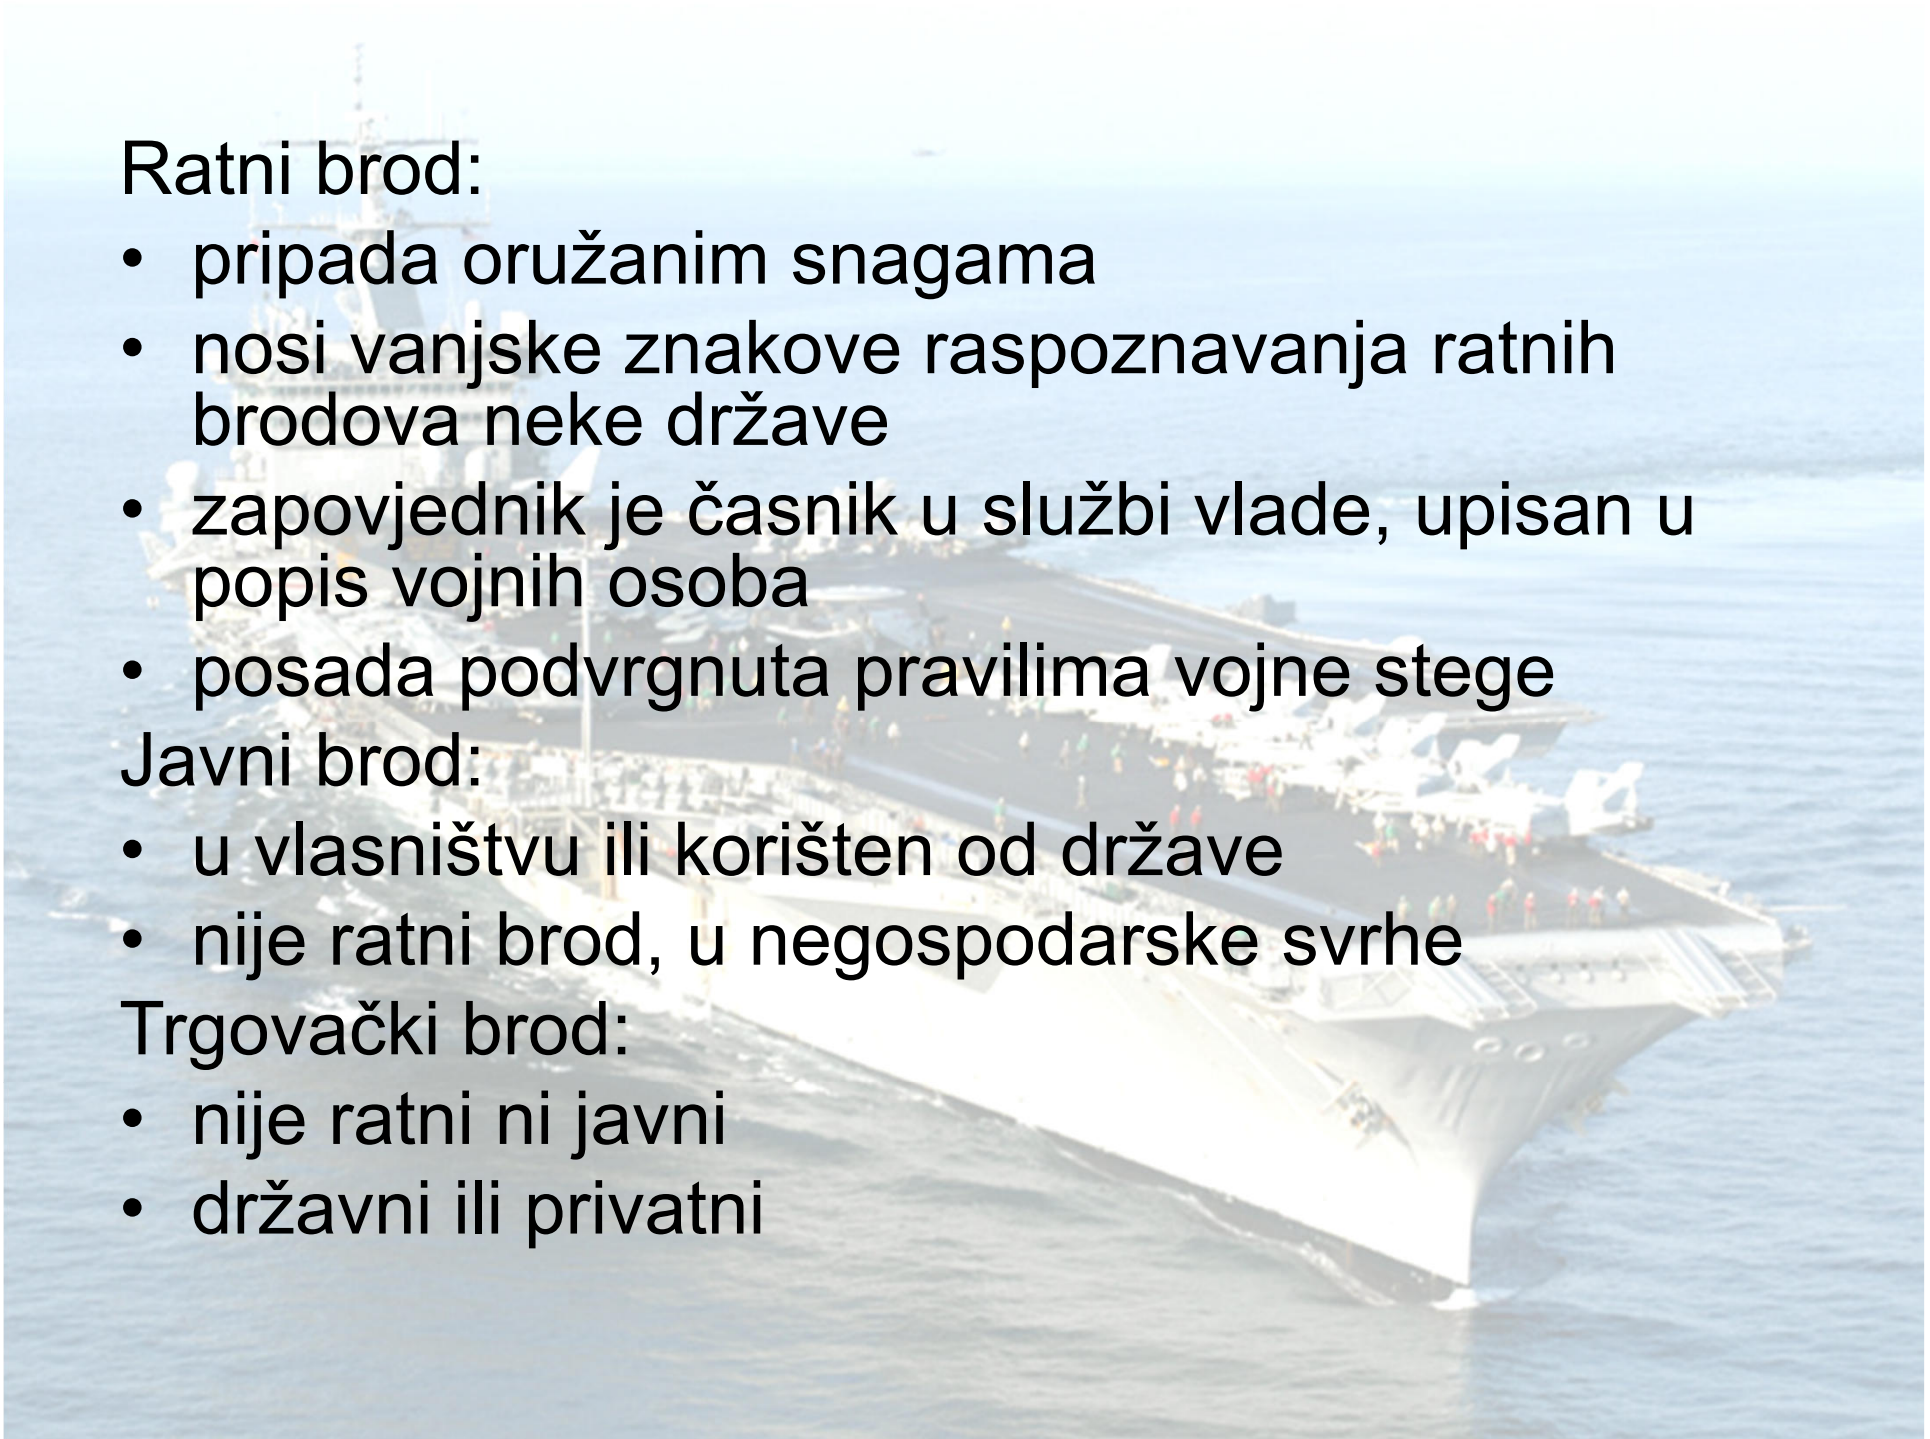 Ratni brod:
• pripada oružanim snagama
• nosi vanjske znakove raspoznavanja ratnih
brodova neke države
• zapovjednik je časnik u službi vlade, upisan u
popis vojnih osoba
• posada podvrgnuta pravilima vojne stege
Javni brod:
• u vlasništvu ili korišten od države
• nije ratni brod, u negospodarske svrhe
Trgovački brod:
• nije ratni ni javni
• državni ili privatni